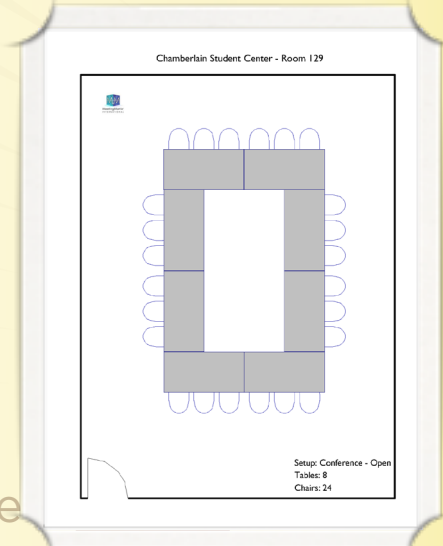 Chamberlain Student Center - Room 129
Setup: Conference - Open
Tables: 8
Chairs: 24
e